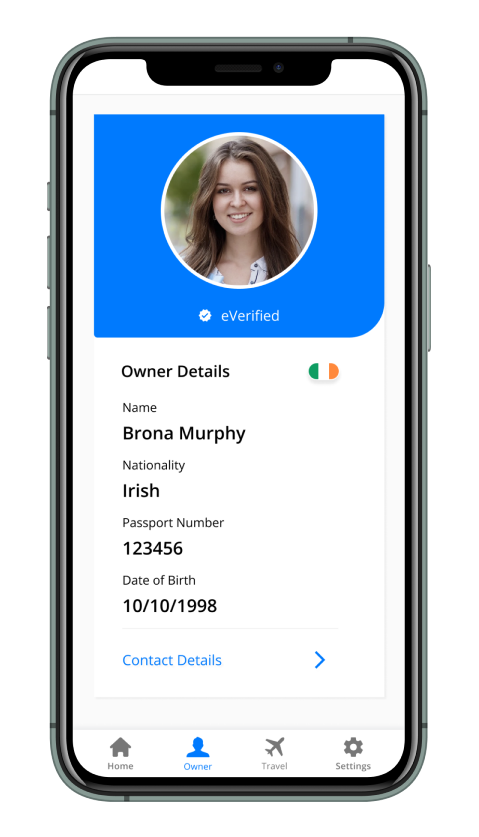 eVerified
Owner Details
Name
Brona Murphy
Nationality
Irish
Passport Number
123456
Date of Birth
10/10/1998
Contact Details
Home
Owner
Travel
Settings